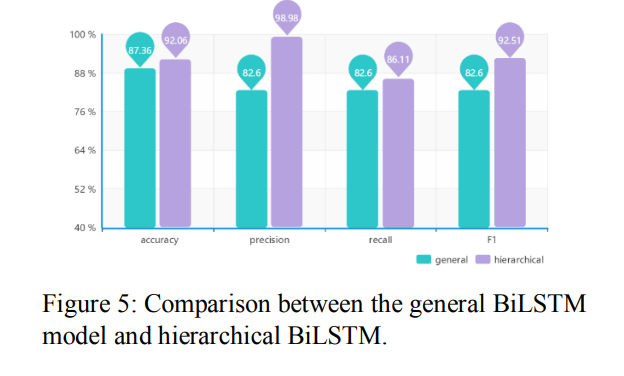 100 %
88 %
76 %
64 %
52 %
40 %
87.36
92.06
82.6
98.98
82.6
86.11
82.6
92.51
accuracy
precision
recall
F1
general
hierarchical
Figure 5: Comparison between the general BiLSTM
model and hierarchical BiLSTM.